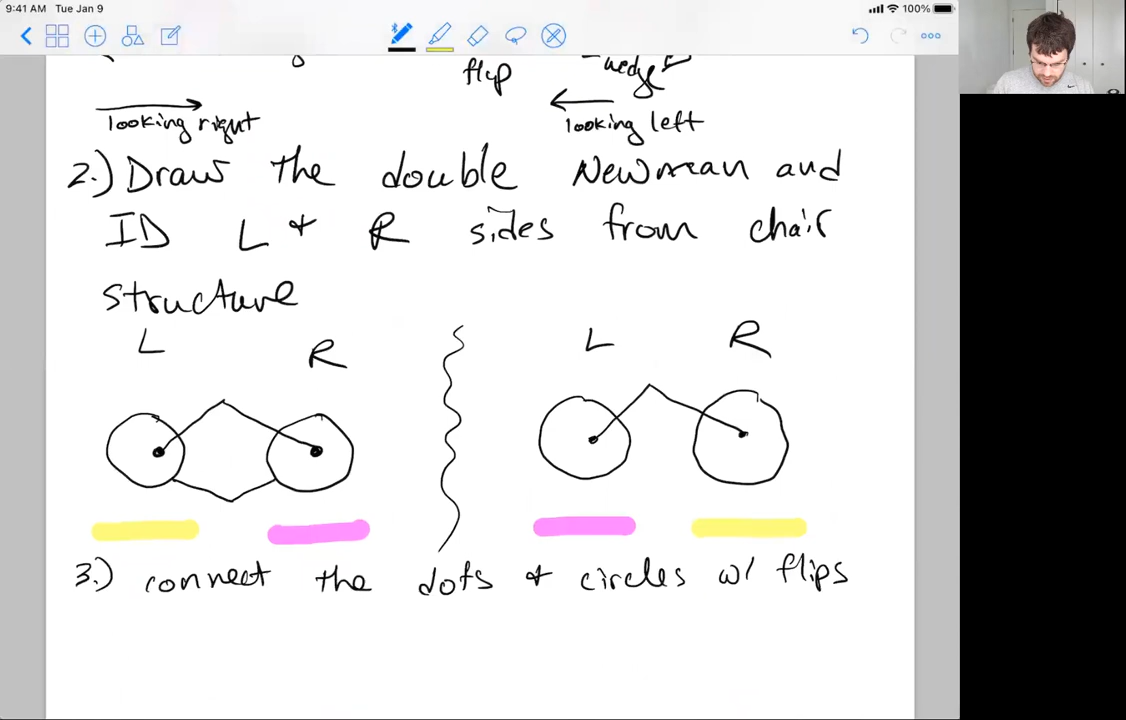 9:41 AM Tue Jan 9
100%
flip
wedge
looking right
looking left
2.) Draw the double Newman and
ID L + R sides from chair
structure
L R L R
3.) connect the dots + circles w/ flips